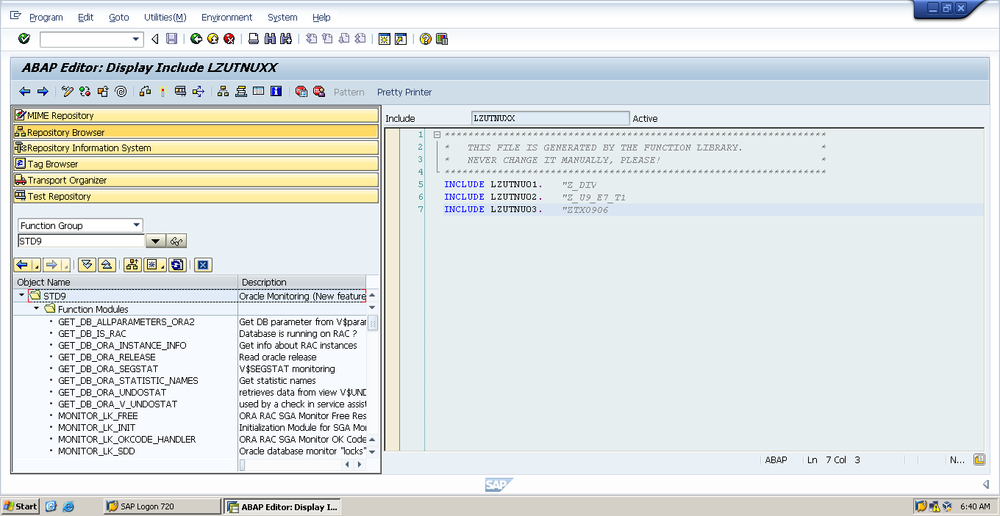 Program Edit Goto Utilities(M) Environment System Help
ABAP Editor: Display Include LZUTNUXX
Pattern Pretty Printer
MIME Repository
Repository Browser
Repository Information System
Tag Browser
Transport Organizer
Test Repository
Function Group
STD9
Object Name Description
STD9 Oracle Monitoring (New feature
Function Modules
GET_DB_ALLPARAMETERS_ORA2 Get DB parameter from V$parar
GET_DB_IS_RAC Database is running on RAC ?
GET_DB_ORA_INSTANCE_INFO Get info about RAC instances
GET_DB_ORA_RELEASE Read oracle release
GET_DB_ORA_SEGSTAT V$SEGSTAT monitoring
GET_DB_ORA_STATISTIC_NAMES Get statistic names
GET_DB_ORA_UNDOSTAT retrieves data from view V$UND
GET_DB_ORA_V_UNDOSTAT used by a check in service assist
MONITOR_LK_FREE ORA RAC SGA Monitor Free Res
MONITOR_LK_INIT Initialization Module for SGA Mor
MONITOR_LK_OKCODE_HANDLER ORA RAC SGA Monitor OK Code
MONITOR_LK_SDD Oracle database monitor "locks"
Include LZUTNUXX Active
1 ******************************************************************
2 * THIS FILE IS GENERATED BY THE FUNCTION LIBRARY. *
3 * NEVER CHANGE IT MANUALLY, PLEASE! *
4 ******************************************************************
5 INCLUDE LZUTNU01. "Z_DIV
6 INCLUDE LZUTNU02. "Z_U9_E7_T1
7 INCLUDE LZUTNU03. "ZTX0906
ABAP Ln 7 Col 3 N...
SAP
Start SAP Logon 720 ABAP Editor: Display I... 6:40 AM